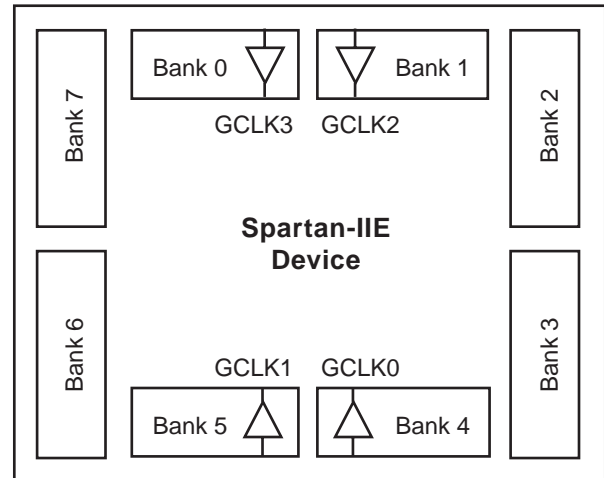 Bank 0
Bank 1
Bank 7
Bank 2
GCLK3
GCLK2
Spartan-IIE
Device
Bank 6
Bank 3
GCLK1
GCLK0
Bank 5
Bank 4